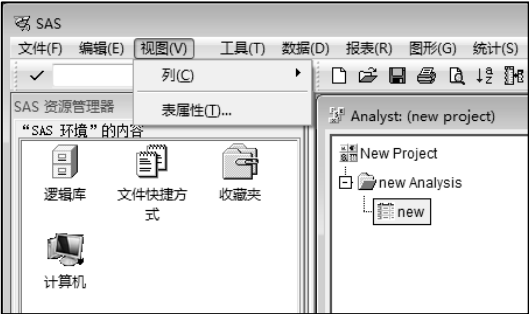 SAS
文件(F) 编辑(E) 视图(V) 工具(T) 数据(D) 报表(R) 图形(G) 统计(S)
列(C)
表属性(T)...
SAS 资源管理器
“SAS 环境”的内容
逻辑库
文件快捷方式
收藏夹
计算机
Analyst: (new project)
New Project
new Analysis
new